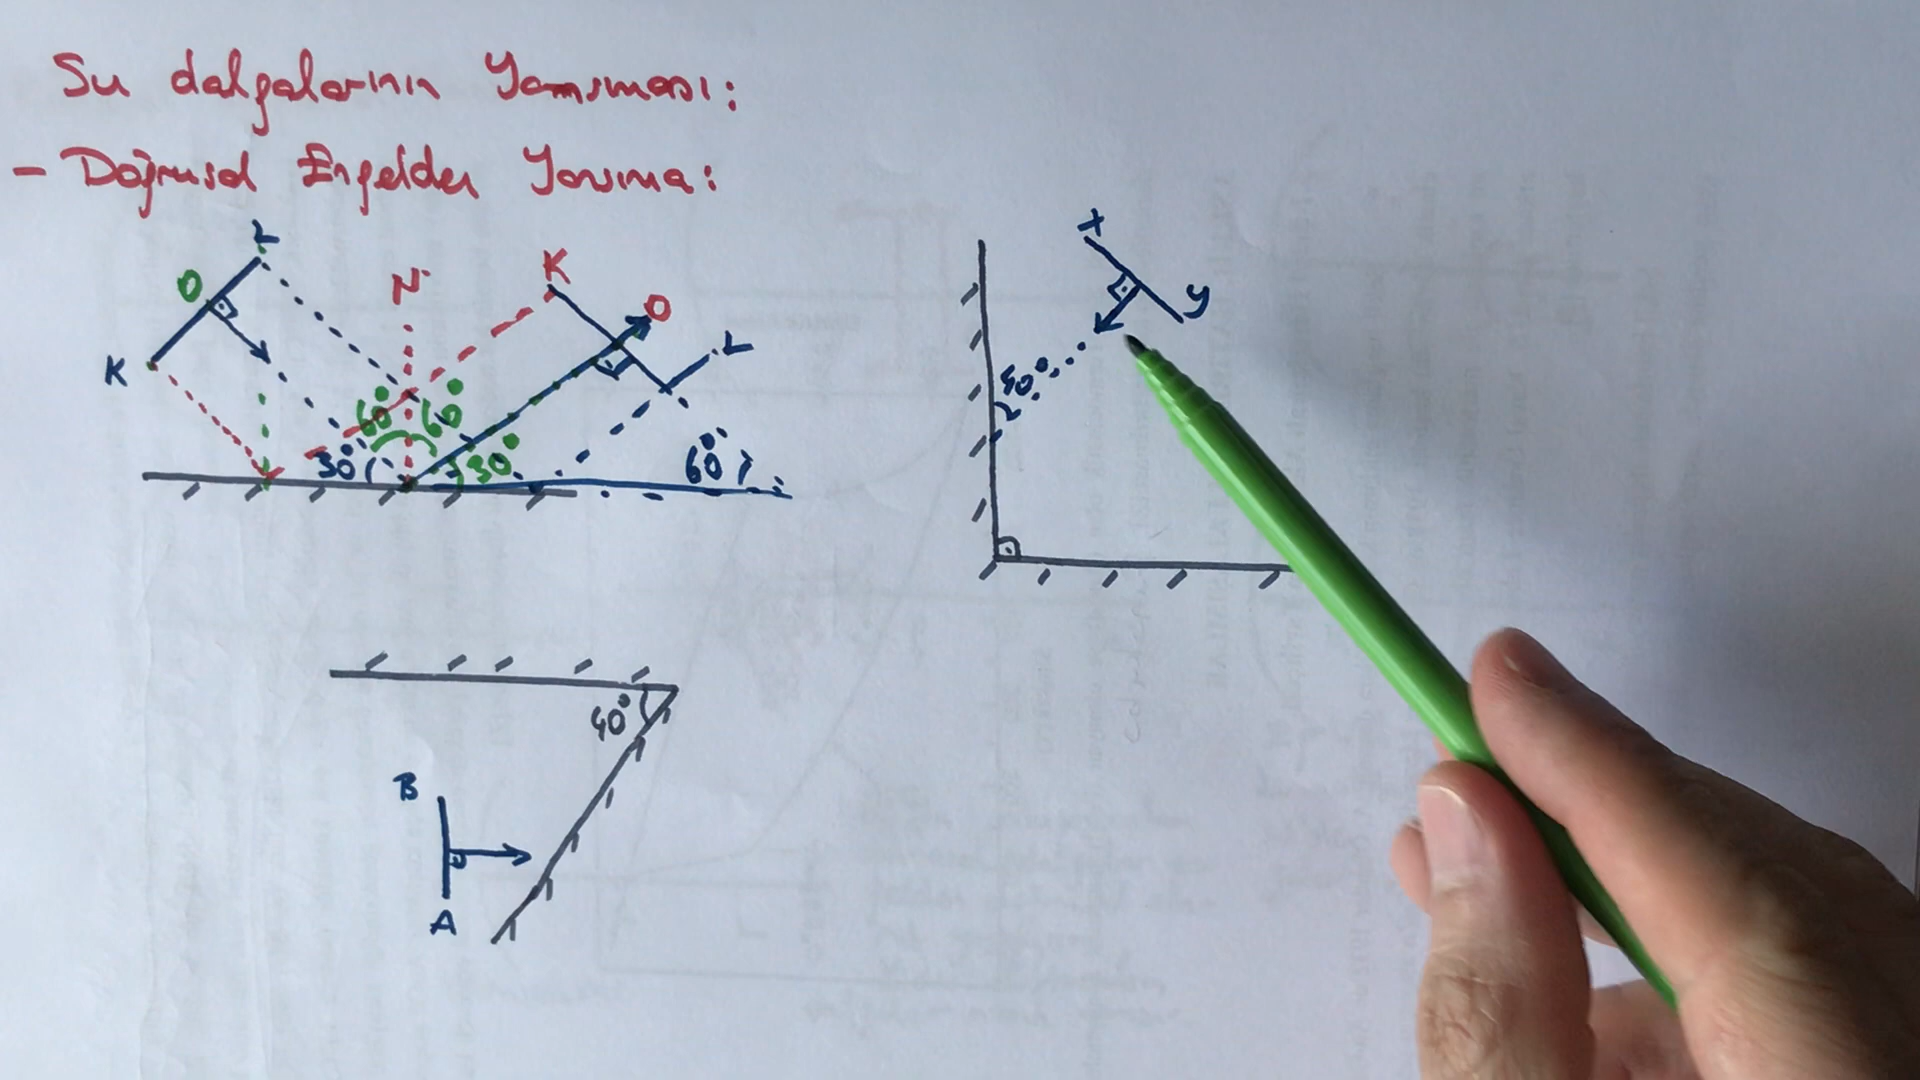 Su dalgalarının Yansıması:
- Doğrusal Engelden Yansıma:
L
O
K
N
K
O
L
60° 60°
30° 30°
60°
X
y
40°
40°
B
A